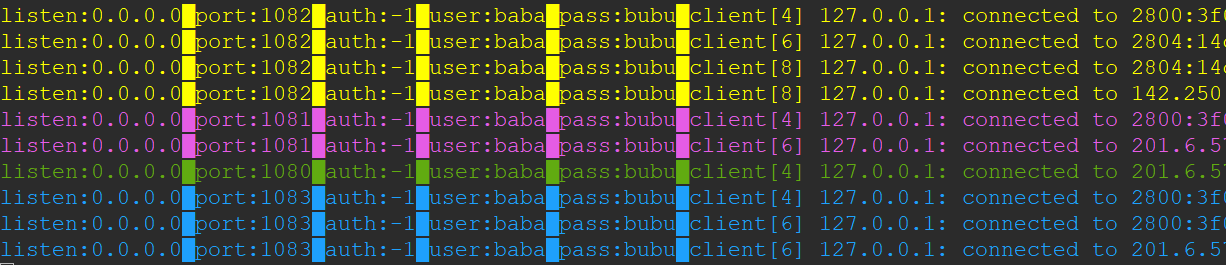 listen:0.0.0.0 port:1082 auth:-1 user:baba pass:bubu client[4] 127.0.0.1: connected to 2800:3f0
listen:0.0.0.0 port:1082 auth:-1 user:baba pass:bubu client[6] 127.0.0.1: connected to 2804:14d
listen:0.0.0.0 port:1082 auth:-1 user:baba pass:bubu client[8] 127.0.0.1: connected to 2804:14d
listen:0.0.0.0 port:1082 auth:-1 user:baba pass:bubu client[8] 127.0.0.1: connected to 142.250
listen:0.0.0.0 port:1081 auth:-1 user:baba pass:bubu client[4] 127.0.0.1: connected to 2800:3f0
listen:0.0.0.0 port:1081 auth:-1 user:baba pass:bubu client[6] 127.0.0.1: connected to 201.6.57
listen:0.0.0.0 port:1080 auth:-1 user:baba pass:bubu client[4] 127.0.0.1: connected to 201.6.57
listen:0.0.0.0 port:1083 auth:-1 user:baba pass:bubu client[4] 127.0.0.1: connected to 2800:3f0
listen:0.0.0.0 port:1083 auth:-1 user:baba pass:bubu client[6] 127.0.0.1: connected to 2800:3f0
listen:0.0.0.0 port:1083 auth:-1 user:baba pass:bubu client[6] 127.0.0.1: connected to 201.6.57